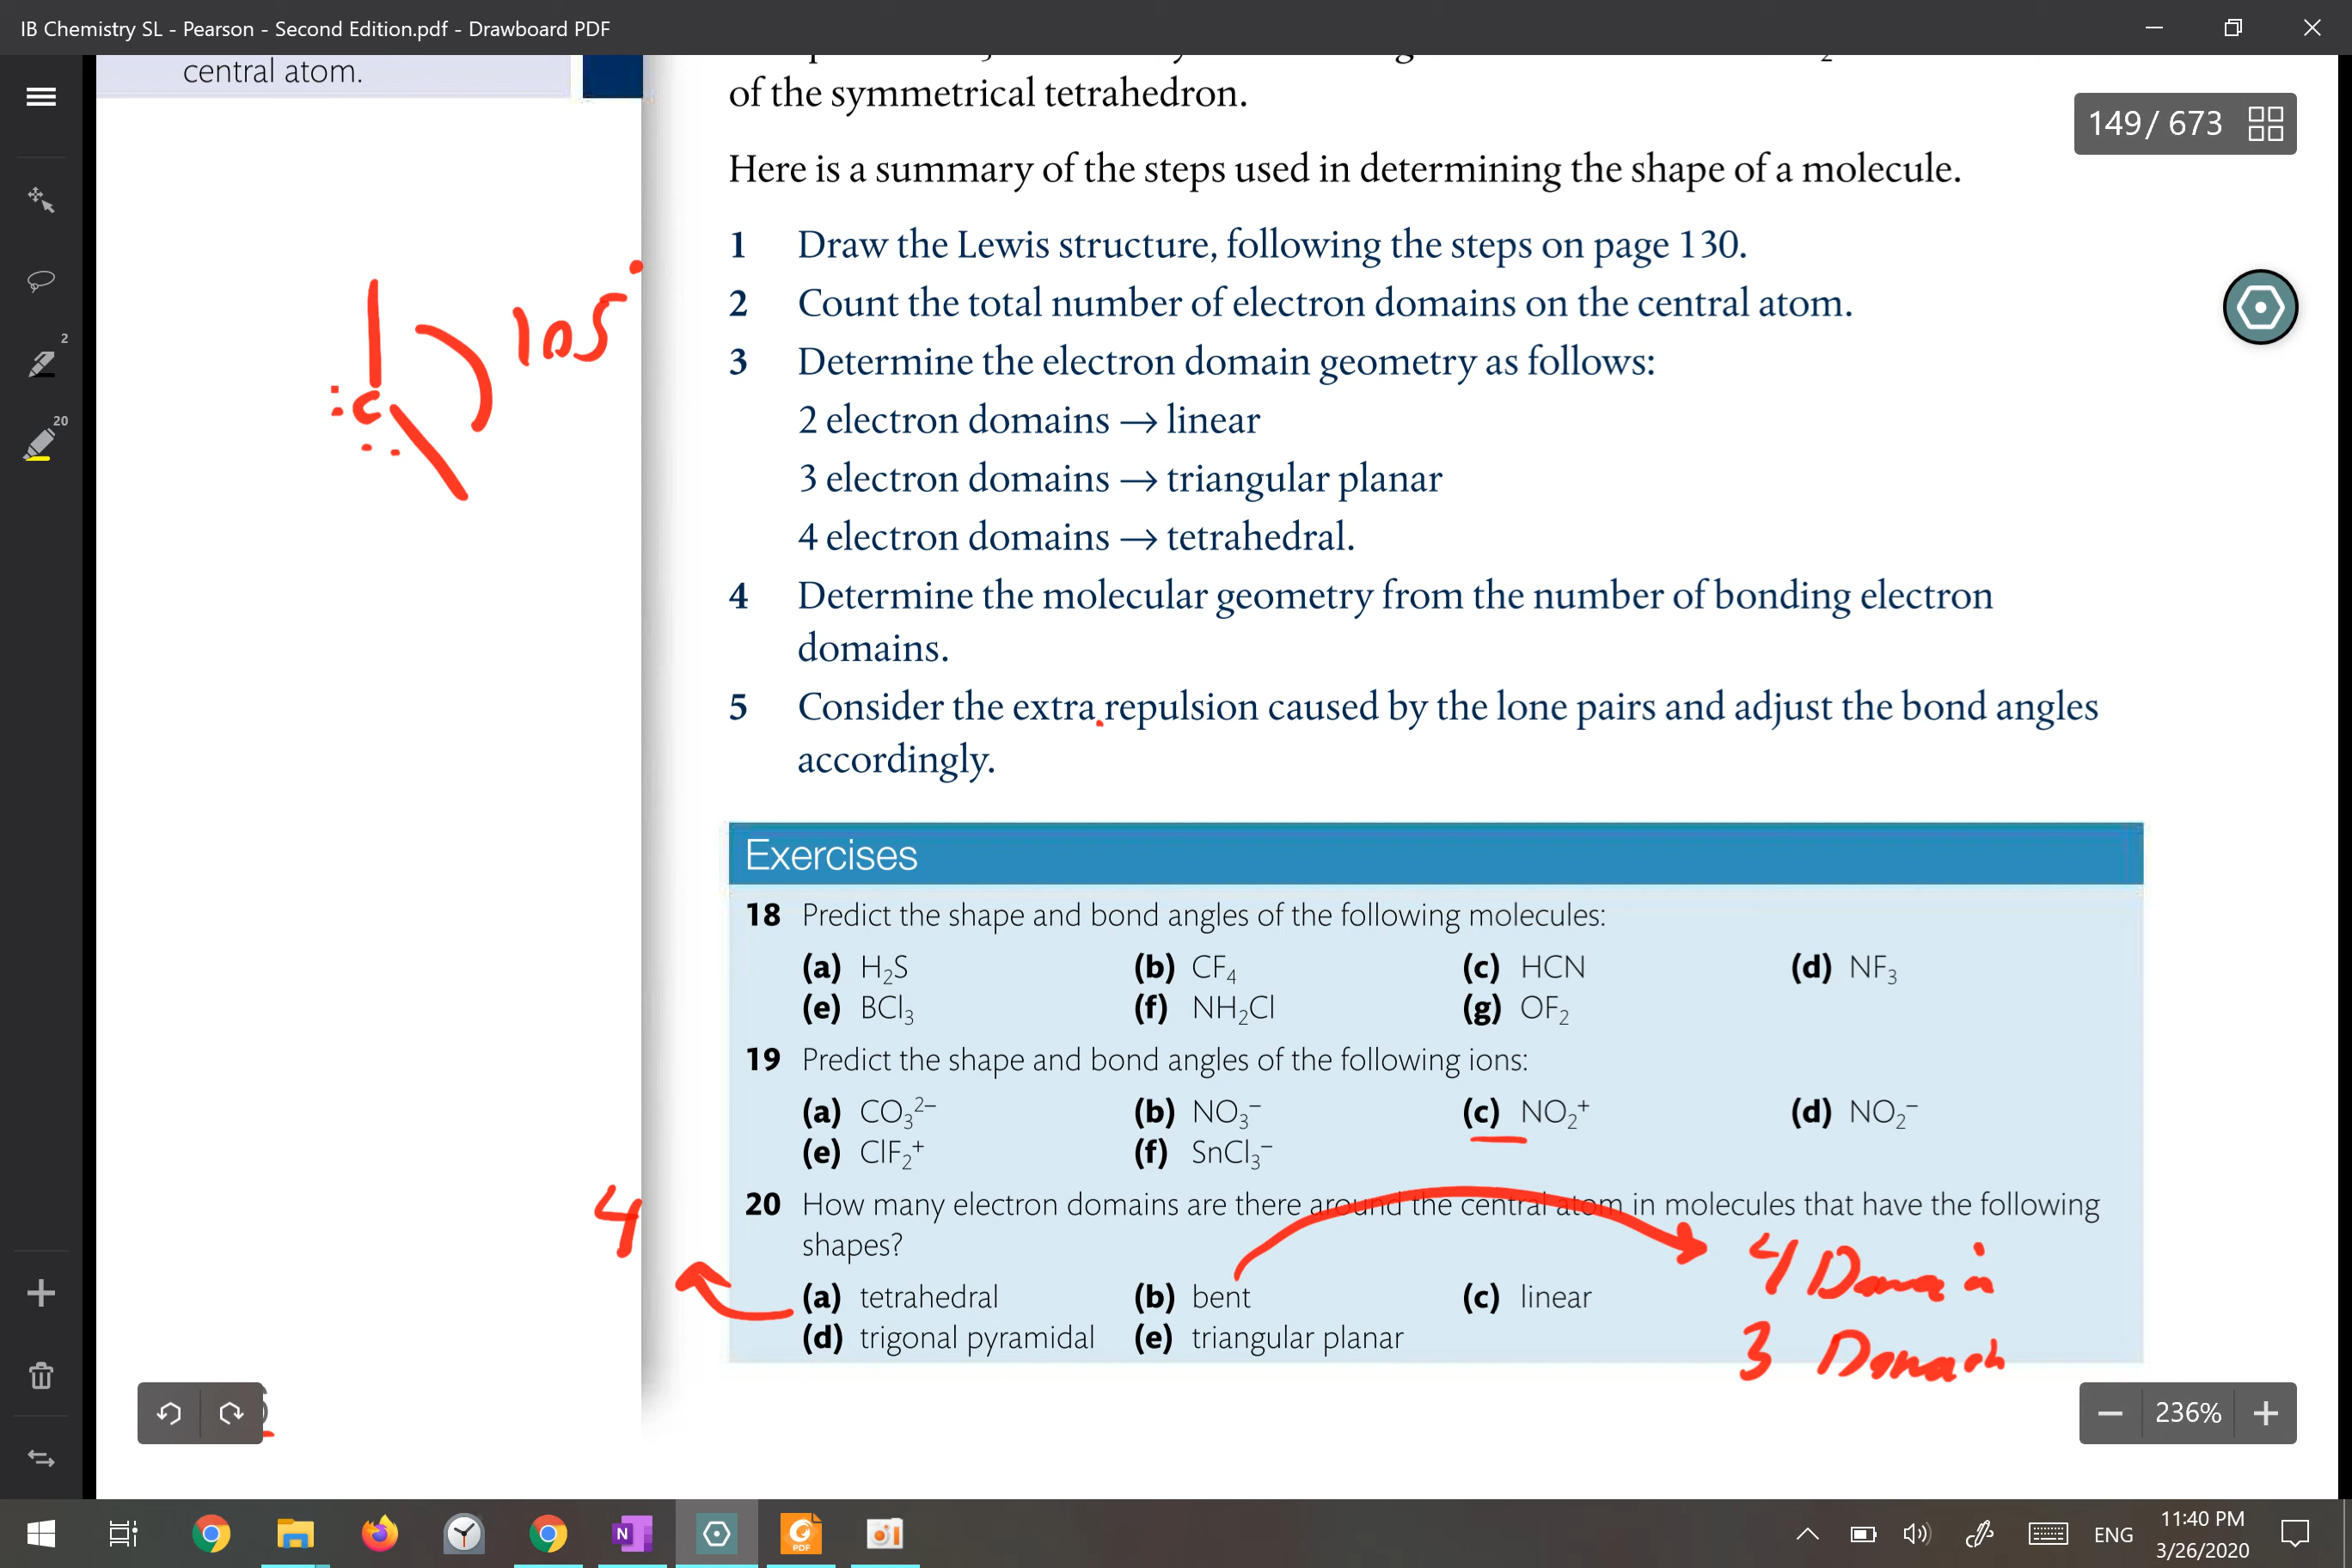 IB Chemistry SL - Pearson - Second Edition.pdf - Drawboard PDF
central atom.
of the symmetrical tetrahedron.
149/ 673
Here is a summary of the steps used in determining the shape of a molecule.
1 Draw the Lewis structure, following the steps on page 130.
2 Count the total number of electron domains on the central atom.
105°
3 Determine the electron domain geometry as follows:
2 electron domains → linear
3 electron domains → triangular planar
4 electron domains → tetrahedral.
4 Determine the molecular geometry from the number of bonding electron
domains.
5 Consider the extra repulsion caused by the lone pairs and adjust the bond angles
accordingly.
2
20
Exercises
18 Predict the shape and bond angles of the following molecules:
(a) H₂S (b) CF₄ (c) HCN (d) NF₃
(e) BCl₃ (f) NH₂Cl (g) OF₂
19 Predict the shape and bond angles of the following ions:
(a) CO₃²⁻ (b) NO₃⁻ (c) NO₂⁺ (d) NO₂⁻
(e) ClF₂⁺ (f) SnCl₃⁻
20 How many electron domains are there around the central atom in molecules that have the following
shapes?
4
(a) tetrahedral (b) bent (c) linear
(d) trigonal pyramidal (e) triangular planar
4 Domain
3
236%
ENG
11:40 PM
3/26/2020